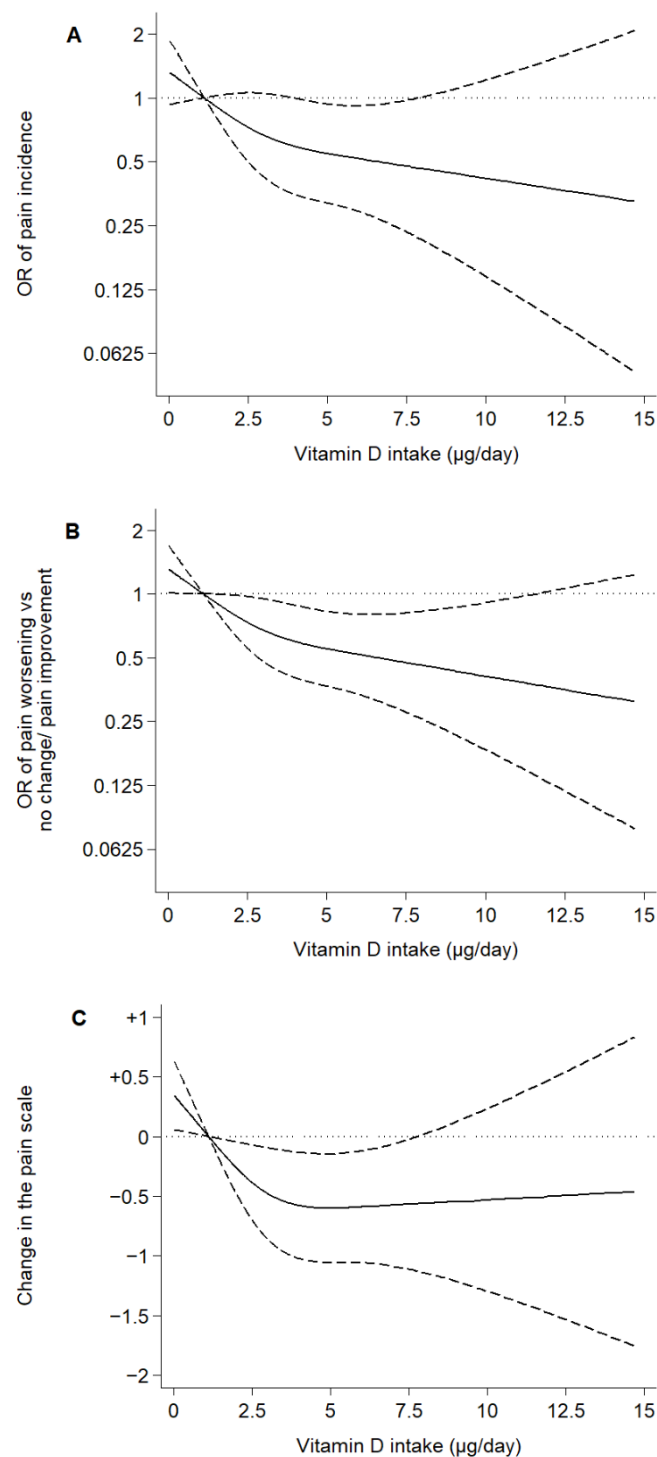 A
2
1
0.5
0.25
0.125
0.0625
OR of pain incidence
0 2.5 5 7.5 10 12.5 15
Vitamin D intake (µg/day)
B
2
1
0.5
0.25
0.125
0.0625
OR of pain worsening vs
no change/ pain improvement
0 2.5 5 7.5 10 12.5 15
Vitamin D intake (µg/day)
C
+1
+0.5
0
−0.5
−1
−1.5
−2
Change in the pain scale
0 2.5 5 7.5 10 12.5 15
Vitamin D intake (µg/day)